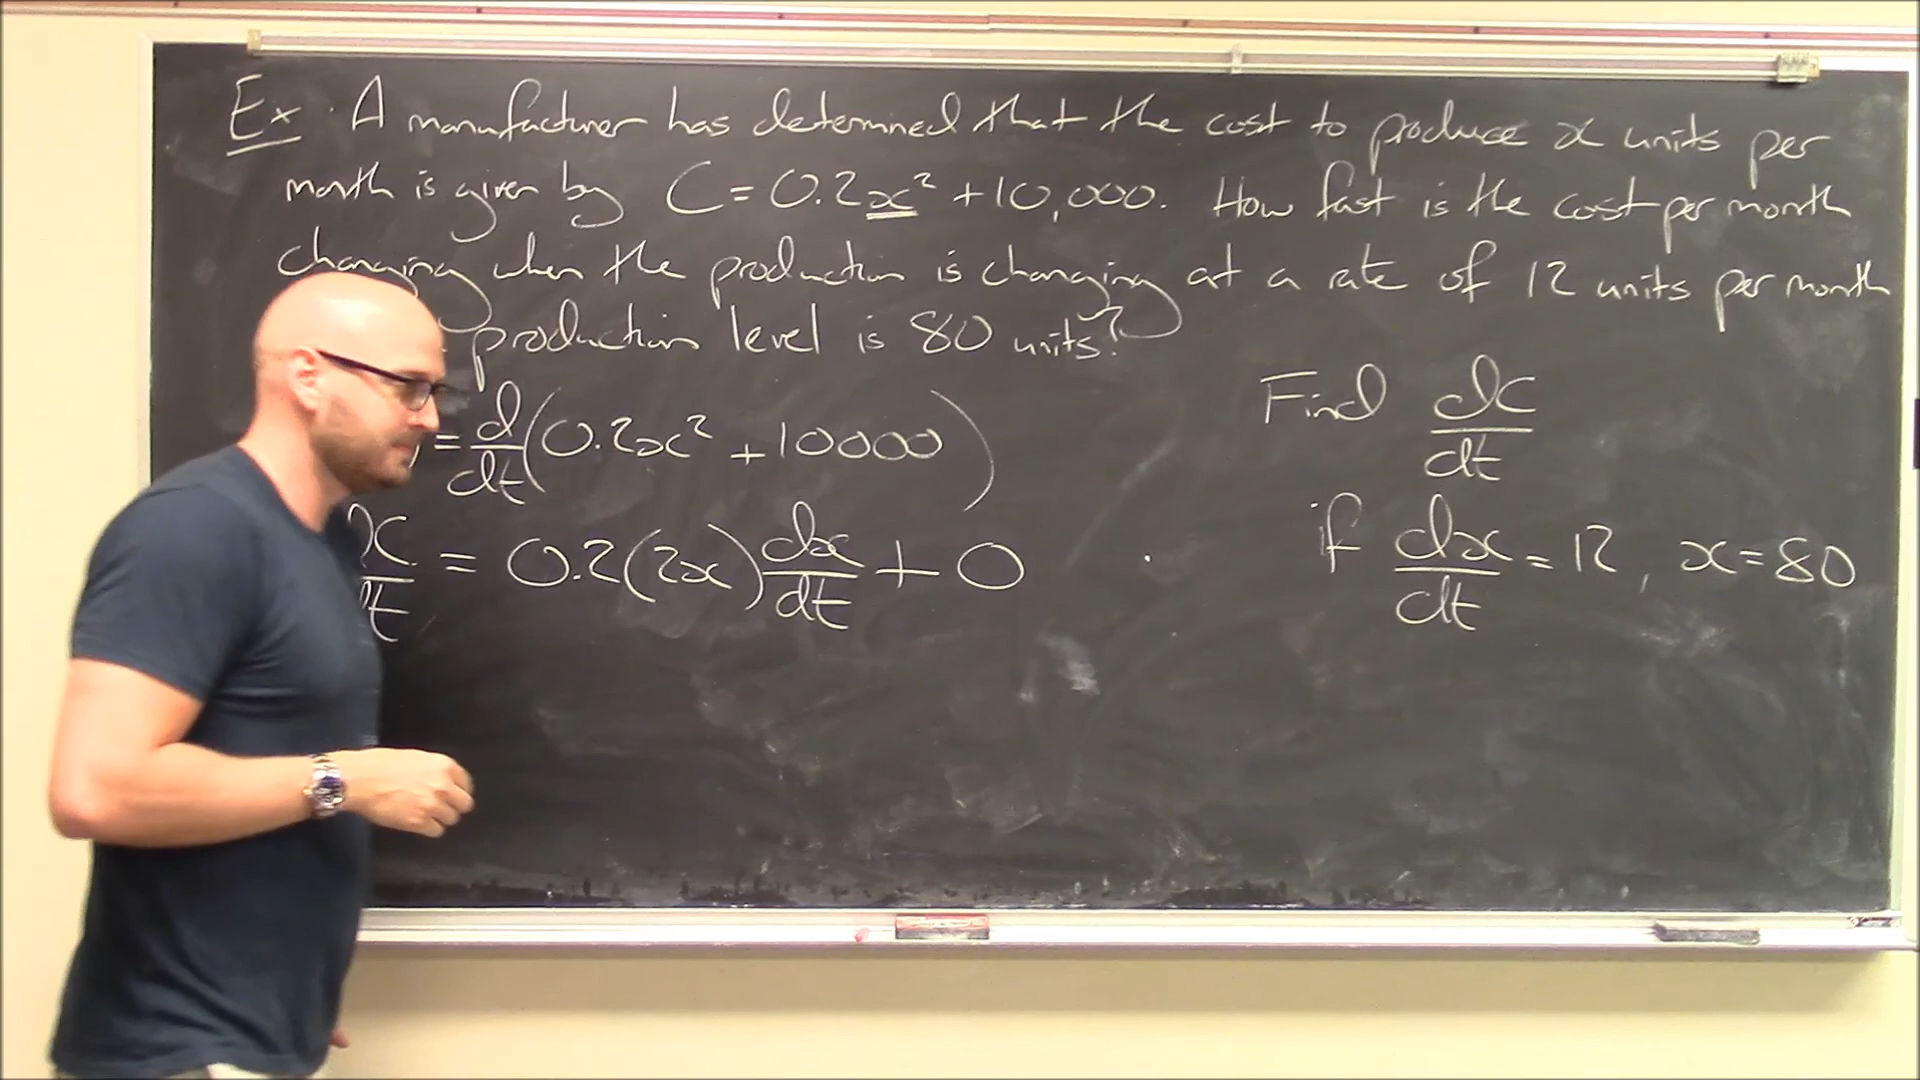 Ex. A manufacturer has determined that the cost to produce x units per
month is given by C = 0.2x² + 10,000. How fast is the cost per month
changing when the production is changing at a rate of 12 units per month
production level is 80 units?
= d/dt (0.2x² + 10000)
= 0.2(2x) dx/dt + 0
Find dC/dt
if dx/dt = 12, x = 80